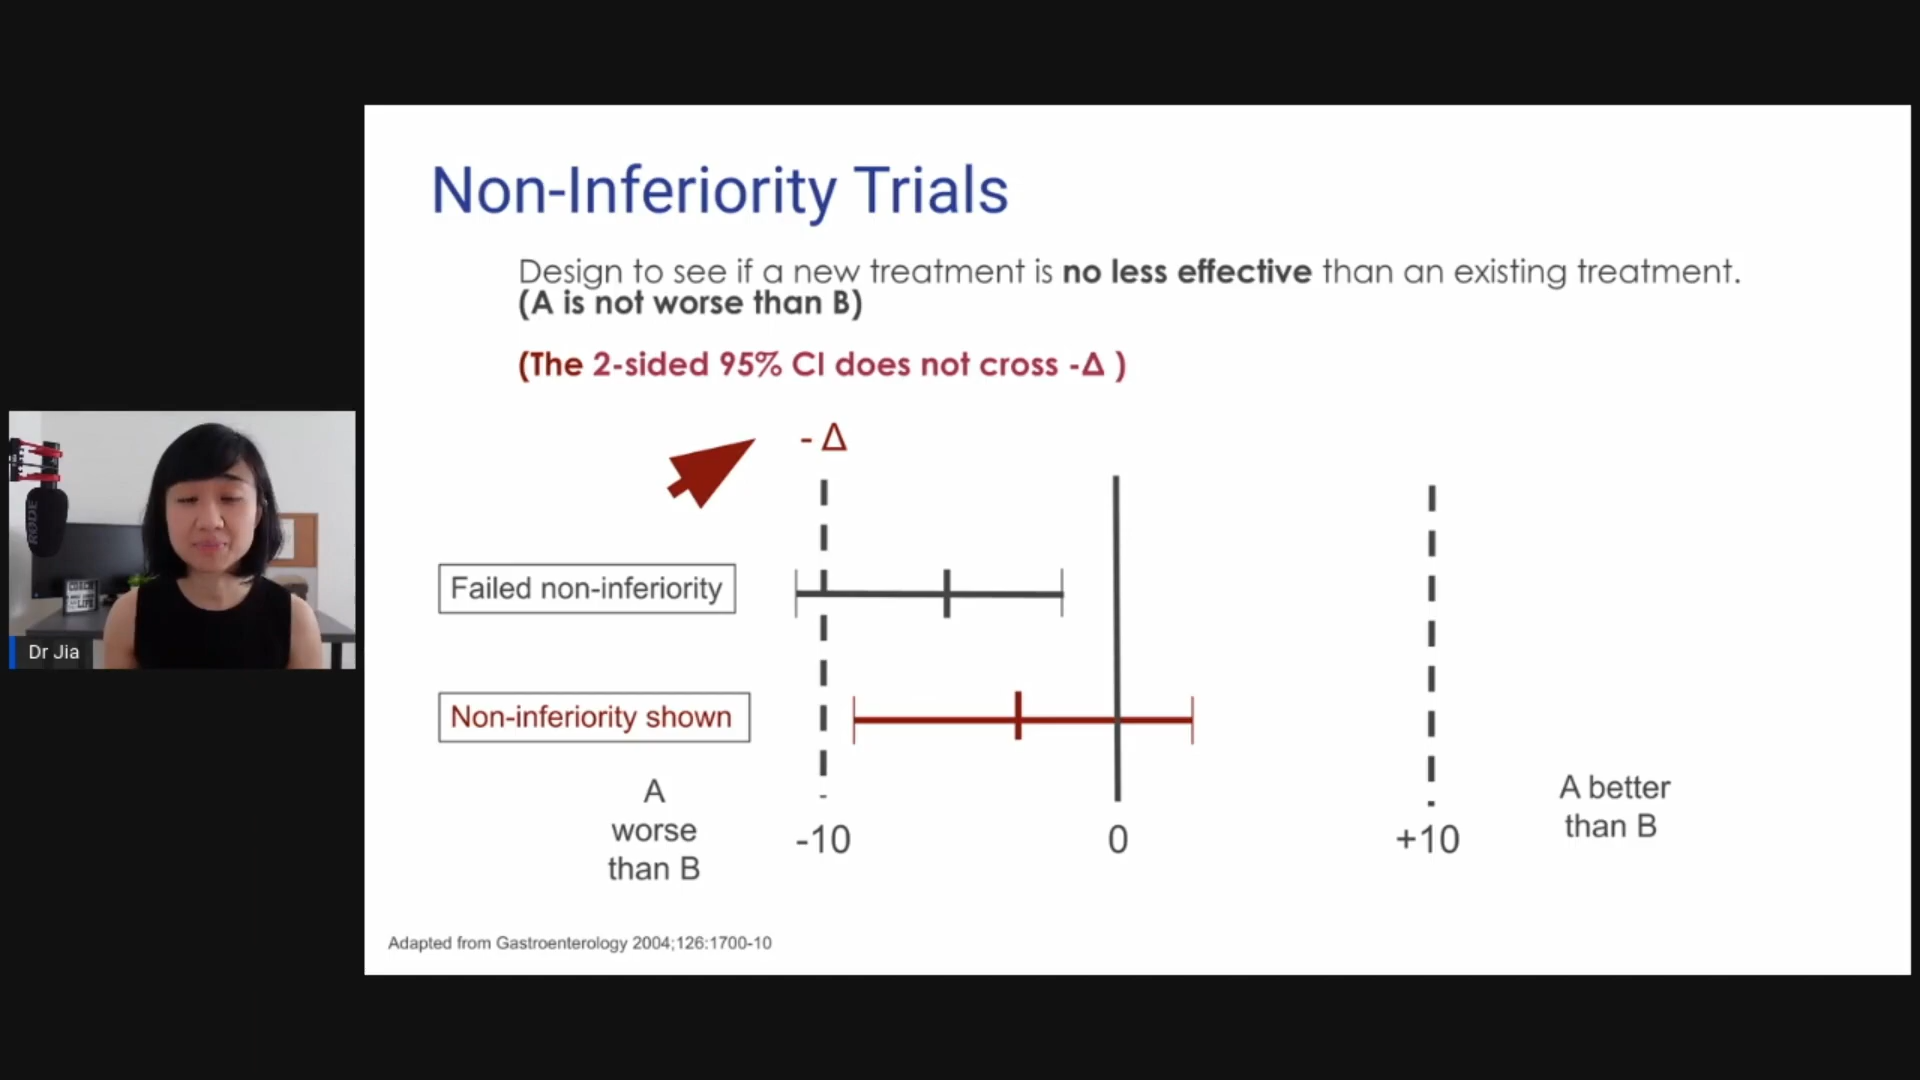 Non-Inferiority Trials
Design to see if a new treatment is no less effective than an existing treatment.
(A is not worse than B)
(The 2-sided 95% CI does not cross -Δ )
- Δ
Failed non-inferiority
Non-inferiority shown
A
worse
than B
-10
0
+10
A better
than B
Adapted from Gastroenterology 2004;126:1700-10
RØDE
Dr Jia